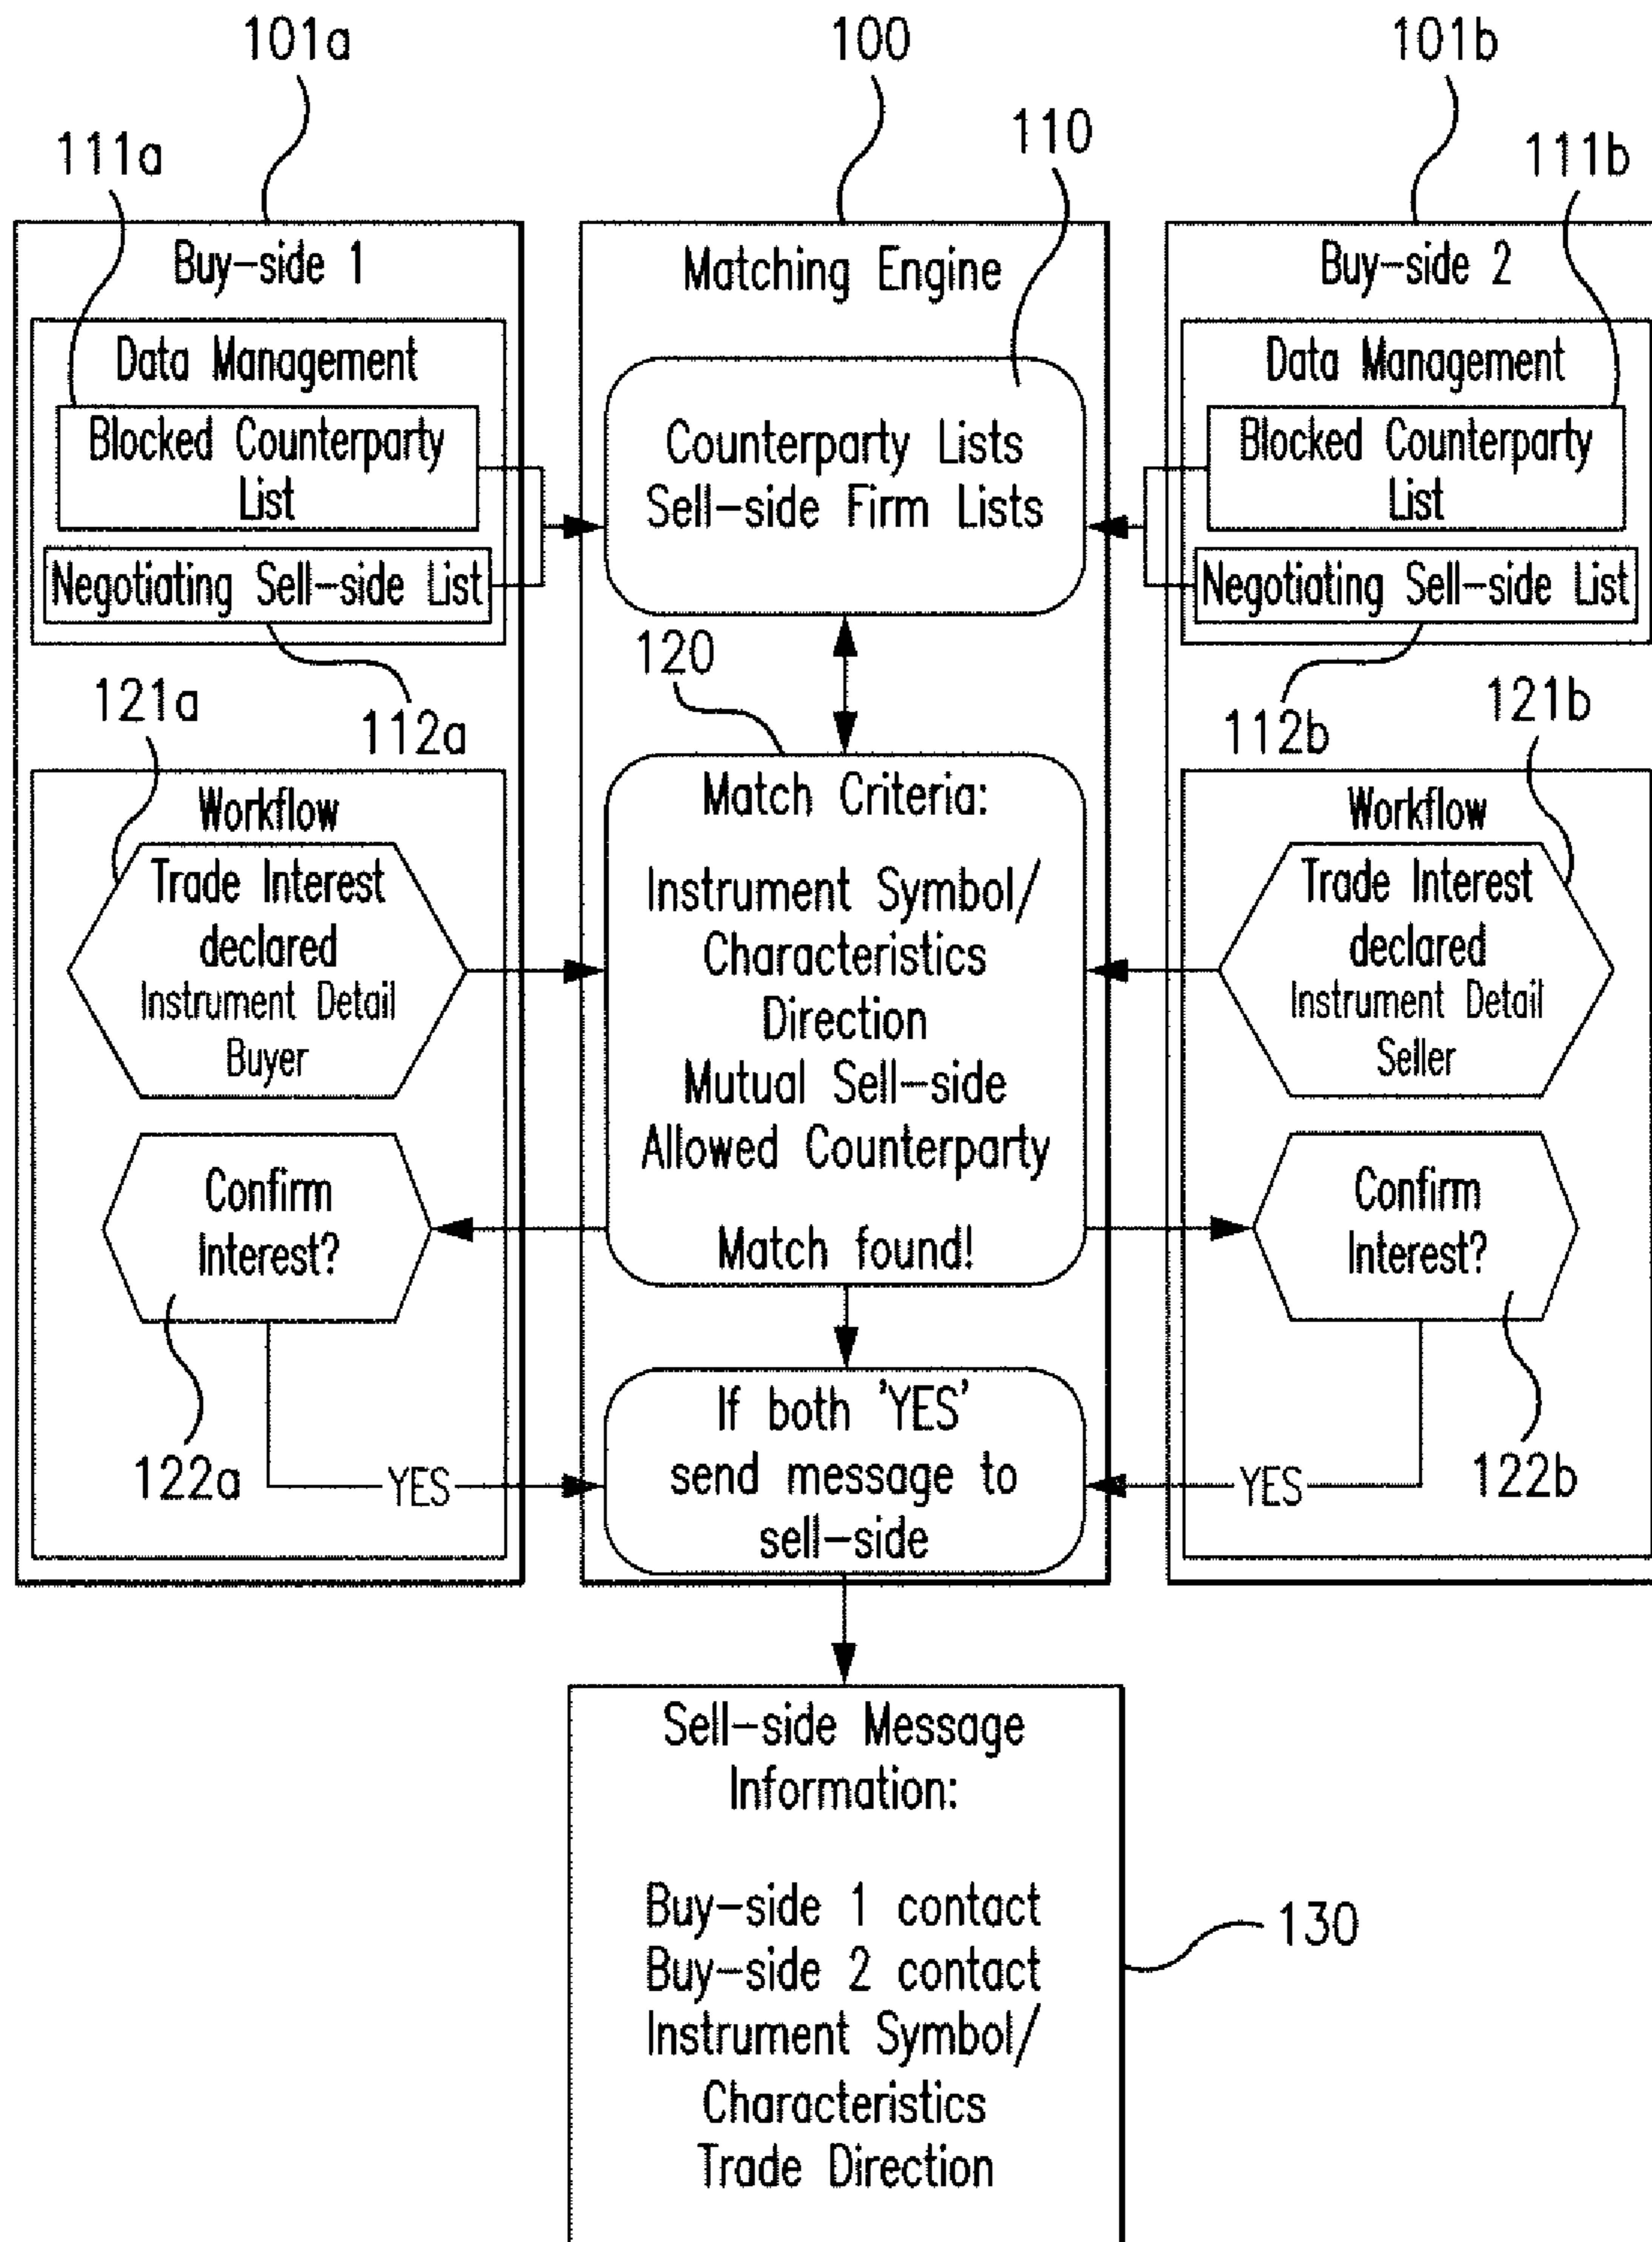 101a
100
101b
111a
110
111b
Buy-side 1
Data Management
Blocked Counterparty
List
Negotiating Sell-side List
112a
121a
Workflow
Trade Interest
declared
Instrument Detail
Buyer
Confirm
Interest?
122a
YES
Matching Engine
Counterparty Lists
Sell-side Firm Lists
120
Match Criteria:
Instrument Symbol/
Characteristics
Direction
Mutual Sell-side
Allowed Counterparty
Match found!
If both 'YES'
send message to
sell-side
Buy-side 2
Data Management
Blocked Counterparty
List
Negotiating Sell-side List
112b
121b
Workflow
Trade Interest
declared
Instrument Detail
Seller
Confirm
Interest?
122b
YES
Sell-side Message
Information:
Buy-side 1 contact
Buy-side 2 contact
Instrument Symbol/
Characteristics
Trade Direction
130